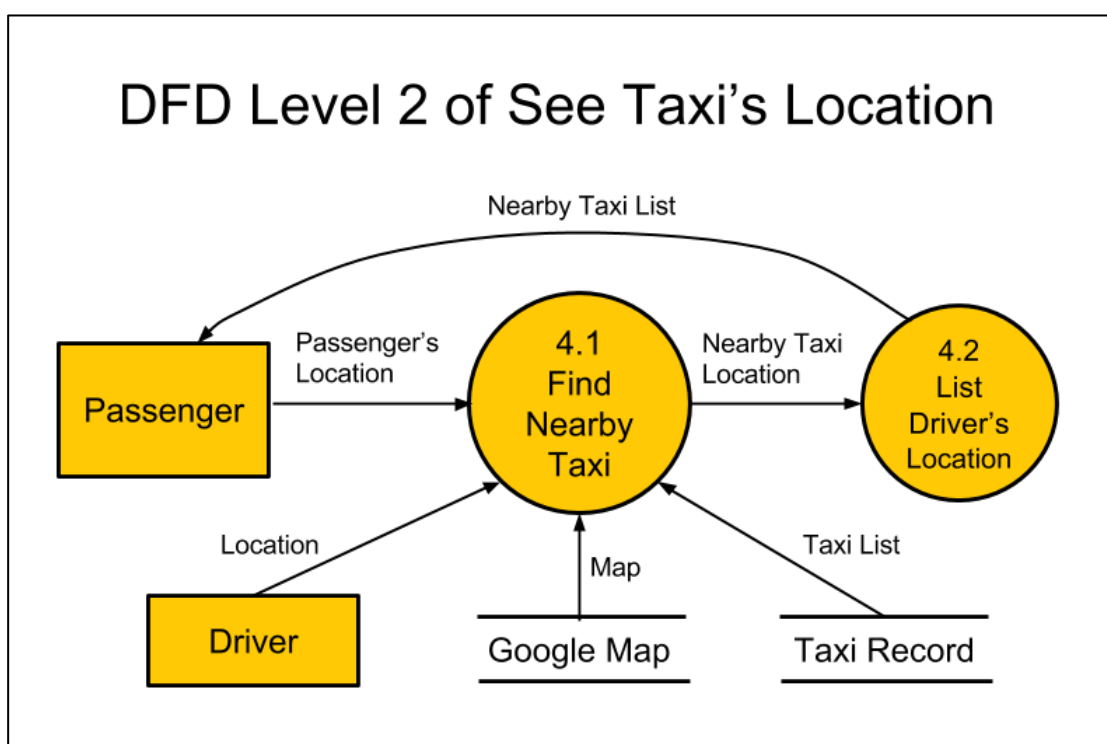 DFD Level 2 of See Taxi’s Location
Nearby Taxi List
Passenger
Passenger’s
Location
4.1
Find
Nearby
Taxi
Nearby Taxi
Location
4.2
List
Driver’s
Location
Location
Map
Taxi List
Driver
Google Map
Taxi Record